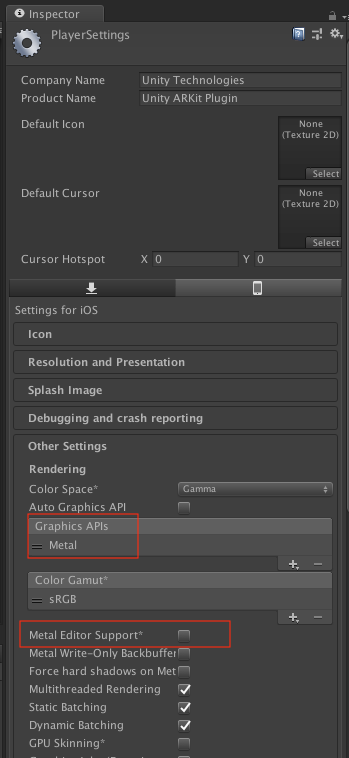 Inspector
PlayerSettings
Company Name Unity Technologies
Product Name Unity ARKit Plugin
Default Icon
None
(Texture 2D)
Select
Default Cursor
None
(Texture 2D)
Select
Cursor Hotspot X 0 Y 0
Settings for iOS
Icon
Resolution and Presentation
Splash Image
Debugging and crash reporting
Other Settings
Rendering
Color Space* Gamma
Auto Graphics API
Graphics APIs
Metal
Color Gamut*
sRGB
Metal Editor Support*
Metal Write-Only Backbuffer
Force hard shadows on Met
Multithreaded Rendering
Static Batching
Dynamic Batching
GPU Skinning*